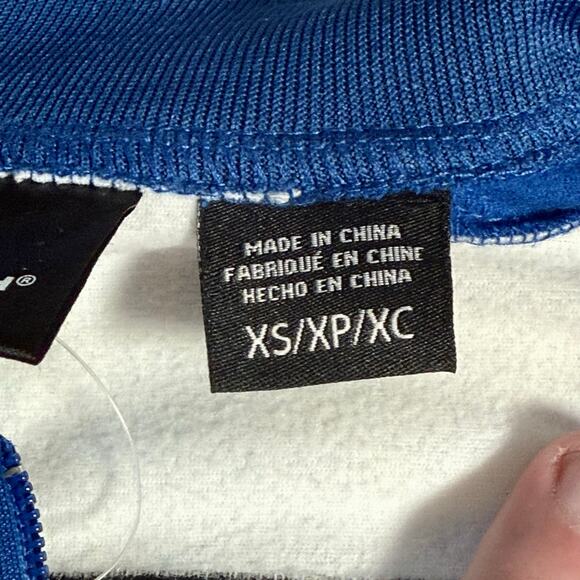 MADE IN CHINA
FABRIQUÉ EN CHINE
HECHO EN CHINA
XS/XP/XC
®